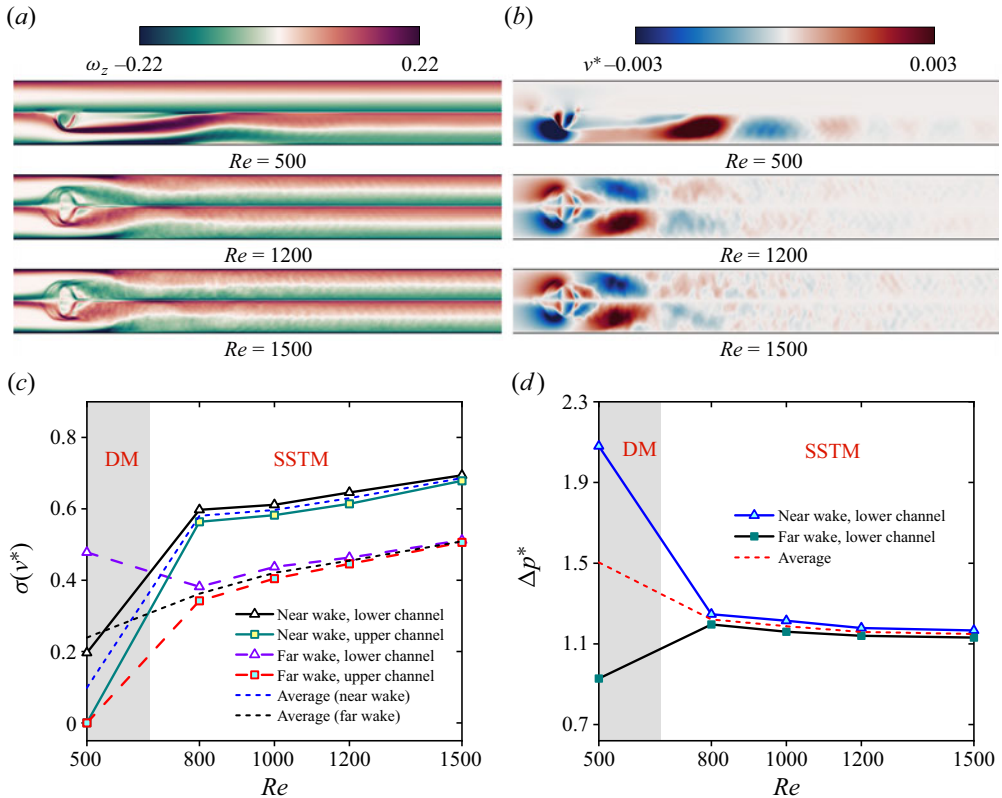 (a)
(b)
ω_z –0.22 0.22
v* –0.003 0.003
Re = 500
Re = 500
Re = 1200
Re = 1200
Re = 1500
Re = 1500
(c)
0.8
0.6
0.4
0.2
0
σ(v*)
DM
SSTM
Near wake, lower channel
Near wake, upper channel
Far wake, lower channel
Far wake, upper channel
Average (near wake)
Average (far wake)
500 800 1000 1200 1500
Re
(d)
2.3
1.9
1.5
1.1
0.7
Δp*
DM
SSTM
Near wake, lower channel
Far wake, lower channel
Average
500 800 1000 1200 1500
Re